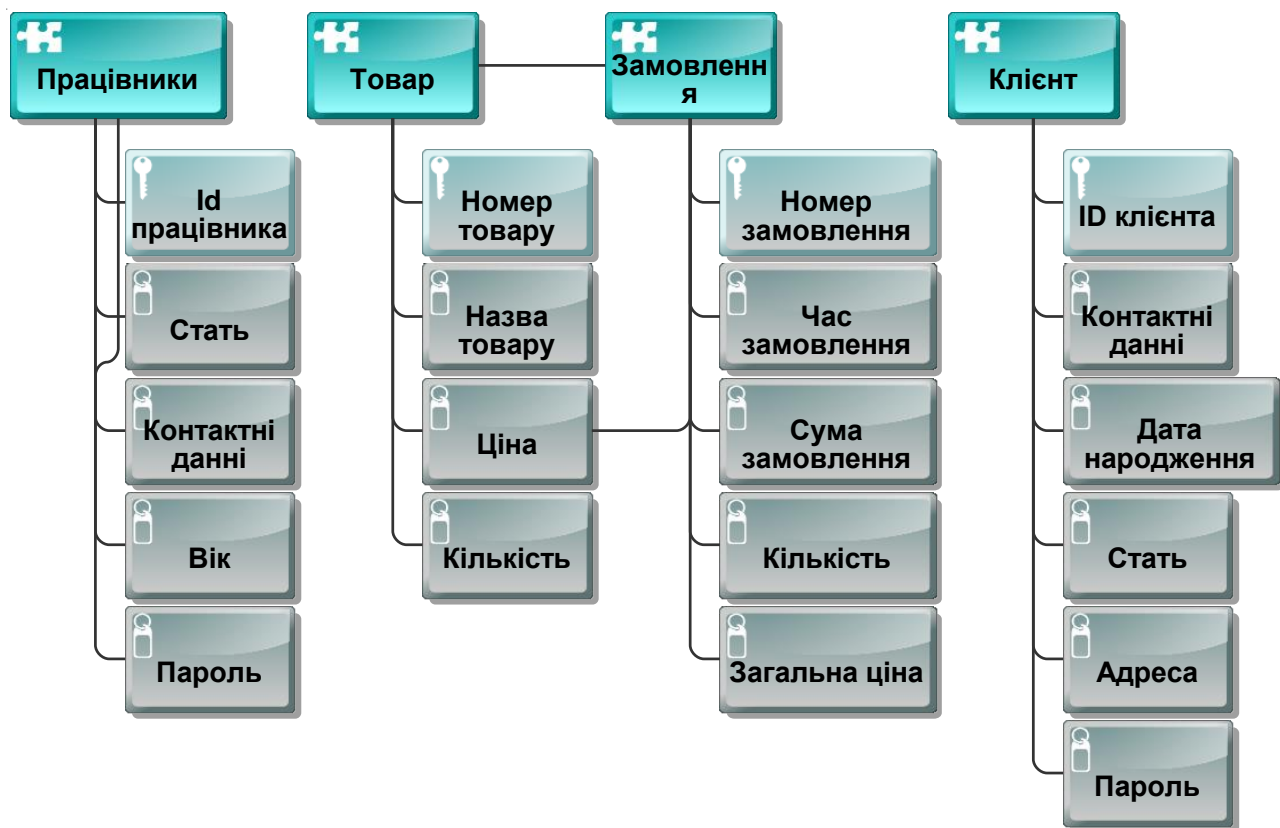 Працівники
Товар
Замовленн
я
Клієнт
Id
працівника
Стать
Контактні
данні
Вік
Пароль
Номер
товару
Назва
товару
Ціна
Кількість
Номер
замовлення
Час
замовлення
Сума
замовлення
Кількість
Загальна ціна
ID клієнта
Контактні
данні
Дата
народження
Стать
Адреса
Пароль